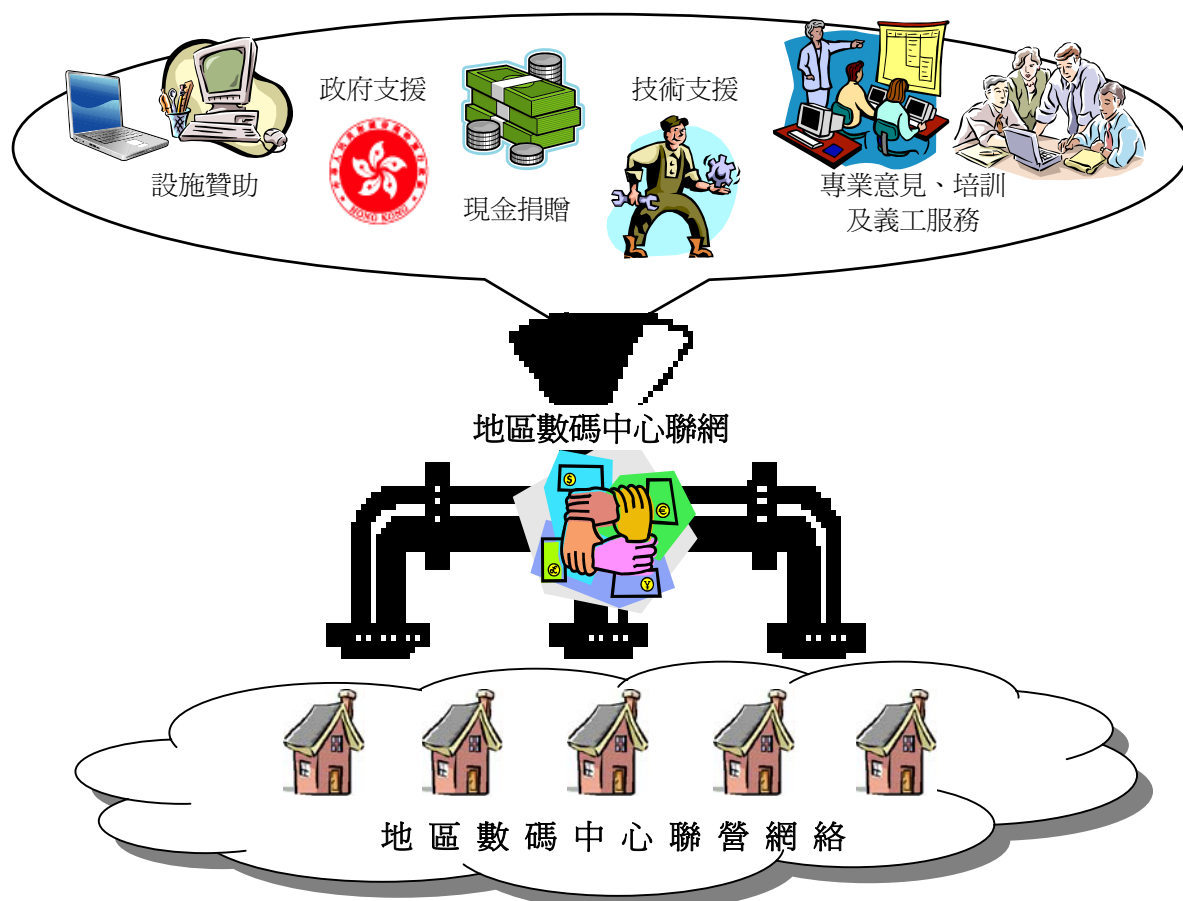 政府支援
技術支援
設施贊助
HONG KONG
現金捐贈
專業意見、培訓
及義工服務
地區數碼中心聯網
$
€
£
¥
地區數碼中心聯營網絡